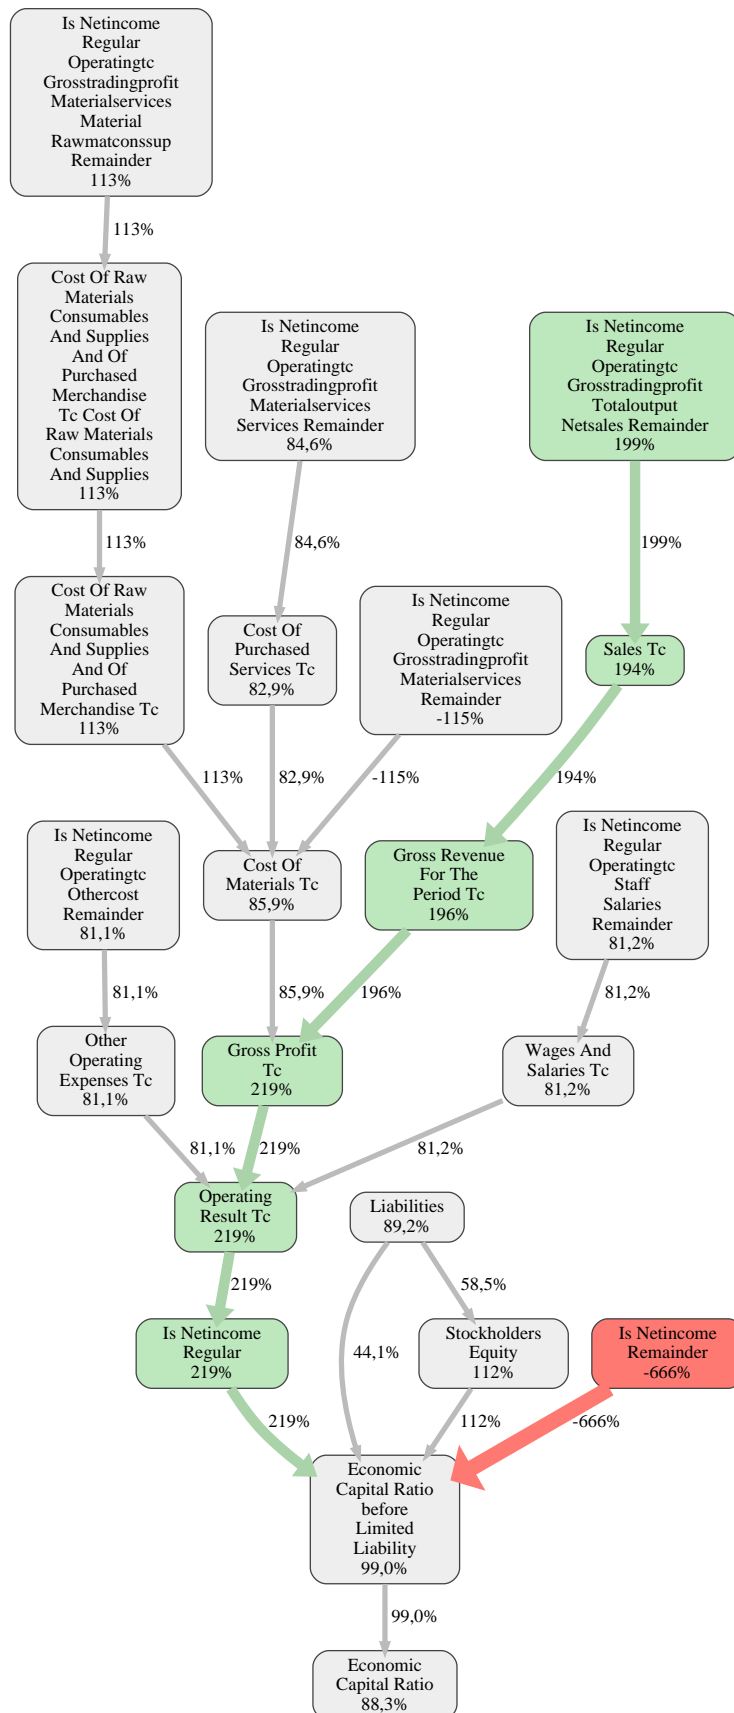 Is Netincome
Regular
Operatingtc
Grosstradingprofit
Materialservices
Material
Rawmatconssup
Remainder
113%
113%
Cost Of Raw
Materials
Consumables
And Supplies
And Of
Purchased
Merchandise
Tc Cost Of
Raw Materials
Consumables
And Supplies
113%
Is Netincome
Regular
Operatingtc
Grosstradingprofit
Materialservices
Services Remainder
84,6%
Is Netincome
Regular
Operatingtc
Grosstradingprofit
Totaloutput
Netsales Remainder
199%
113%
84,6%
199%
Cost Of Raw
Materials
Consumables
And Supplies
And Of
Purchased
Merchandise Tc
113%
Cost Of
Purchased
Services Tc
82,9%
Is Netincome
Regular
Operatingtc
Grosstradingprofit
Materialservices
Remainder
-115%
Sales Tc
194%
113%
82,9%
-115%
194%
Is Netincome
Regular
Operatingtc
Othercost
Remainder
81,1%
Cost Of
Materials Tc
85,9%
Gross Revenue
For The
Period Tc
196%
Is Netincome
Regular
Operatingtc
Staff
Salaries
Remainder
81,2%
81,1%
85,9%
196%
81,2%
Other
Operating
Expenses Tc
81,1%
Gross Profit
Tc
219%
Wages And
Salaries Tc
81,2%
81,1%
219%
81,2%
Operating
Result Tc
219%
Liabilities
89,2%
219%
58,5%
44,1%
Is Netincome
Regular
219%
Stockholders
Equity
112%
Is Netincome
Remainder
-666%
219%
112%
-666%
Economic
Capital Ratio
before
Limited
Liability
99,0%
99,0%
Economic
Capital Ratio
88,3%